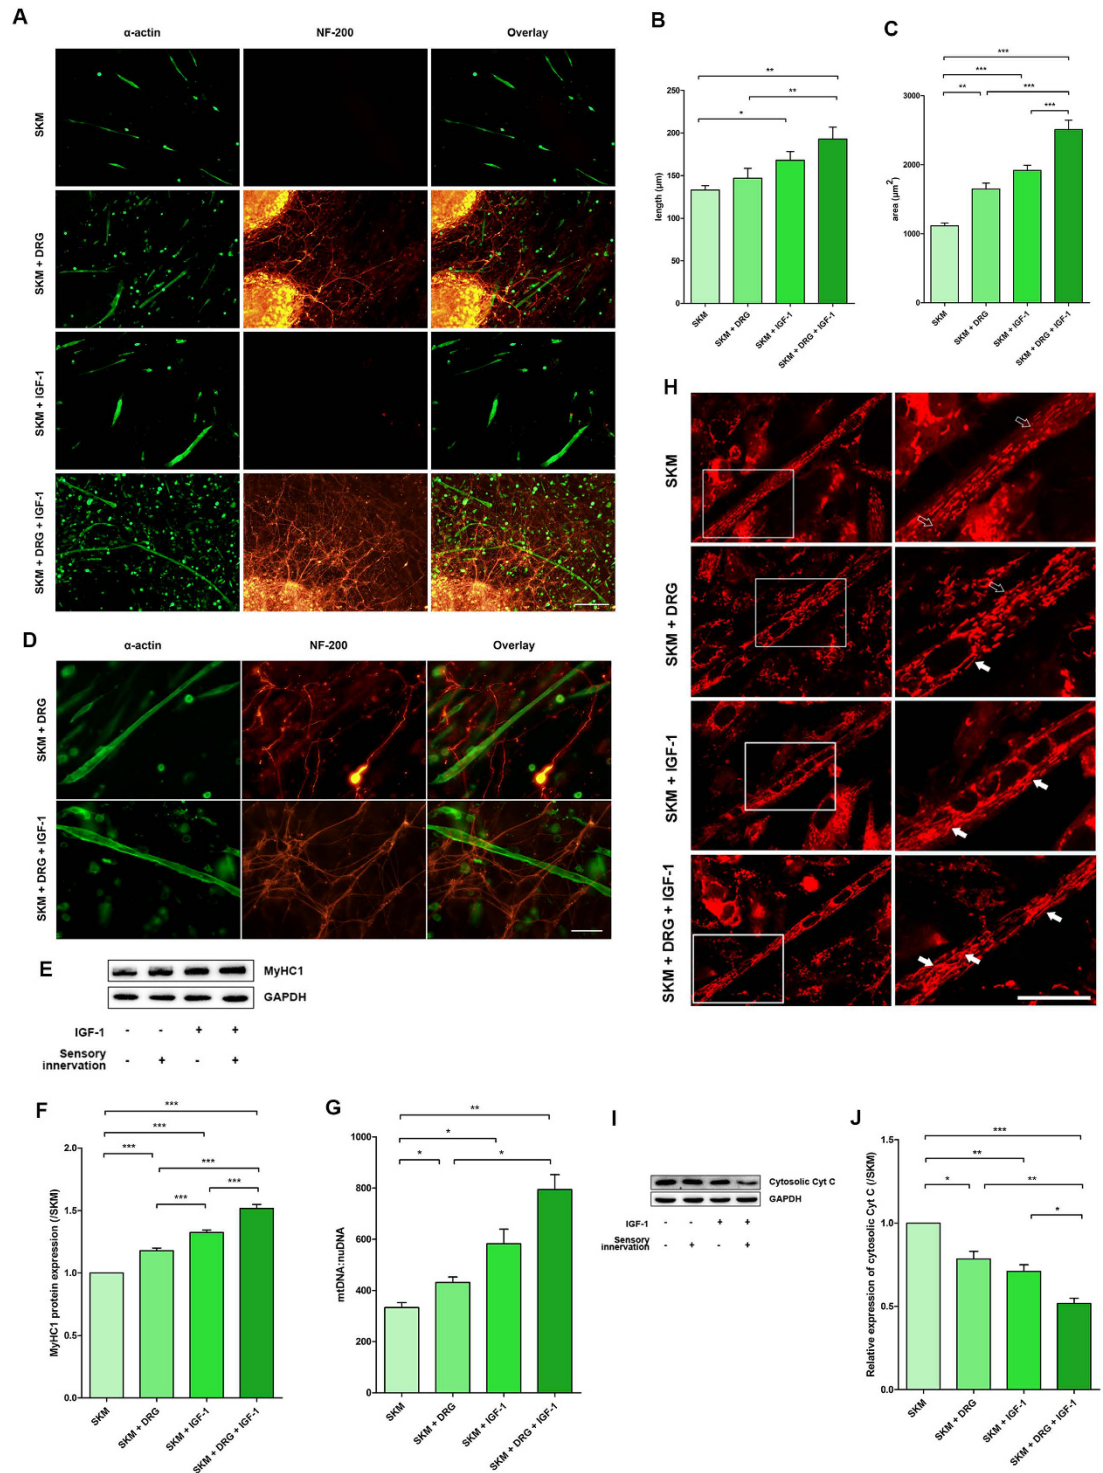 A
α-actin NF-200 Overlay
SKM
SKM + DRG
SKM + IGF-1
SKM + DRG + IGF-1
B
** 
**
*
250
200
150
100
50
0
length (µm)
SKM
SKM + DRG
SKM + IGF-1
SKM + DRG + IGF-1
C
***
***
** ***
***
3000
2000
1000
0
area (µm²)
SKM
SKM + DRG
SKM + IGF-1
SKM + DRG + IGF-1
D
α-actin NF-200 Overlay
SKM + DRG
SKM + DRG + IGF-1
E
MyHC1
GAPDH
IGF-1 - - + +
Sensory
innervation - + - +
F
***
***
*** ***
*** ***
2.0
1.5
1.0
0.5
0.0
MyHC1 protein expression (/SKM)
SKM
SKM + DRG
SKM + IGF-1
SKM + DRG + IGF-1
G
**
*
* *
1000
800
600
400
200
0
mtDNA:nuDNA
SKM
SKM + DRG
SKM + IGF-1
SKM + DRG + IGF-1
H
SKM
SKM + DRG
SKM + IGF-1
SKM + DRG + IGF-1
I
Cytosolic Cyt C
GAPDH
IGF-1 - - + +
Sensory
innervation - + - +
J
***
**
* **
*
1.5
1.0
0.5
0.0
Relative expression of cytosolic Cyt C (/SKM)
SKM
SKM + DRG
SKM + IGF-1
SKM + DRG + IGF-1